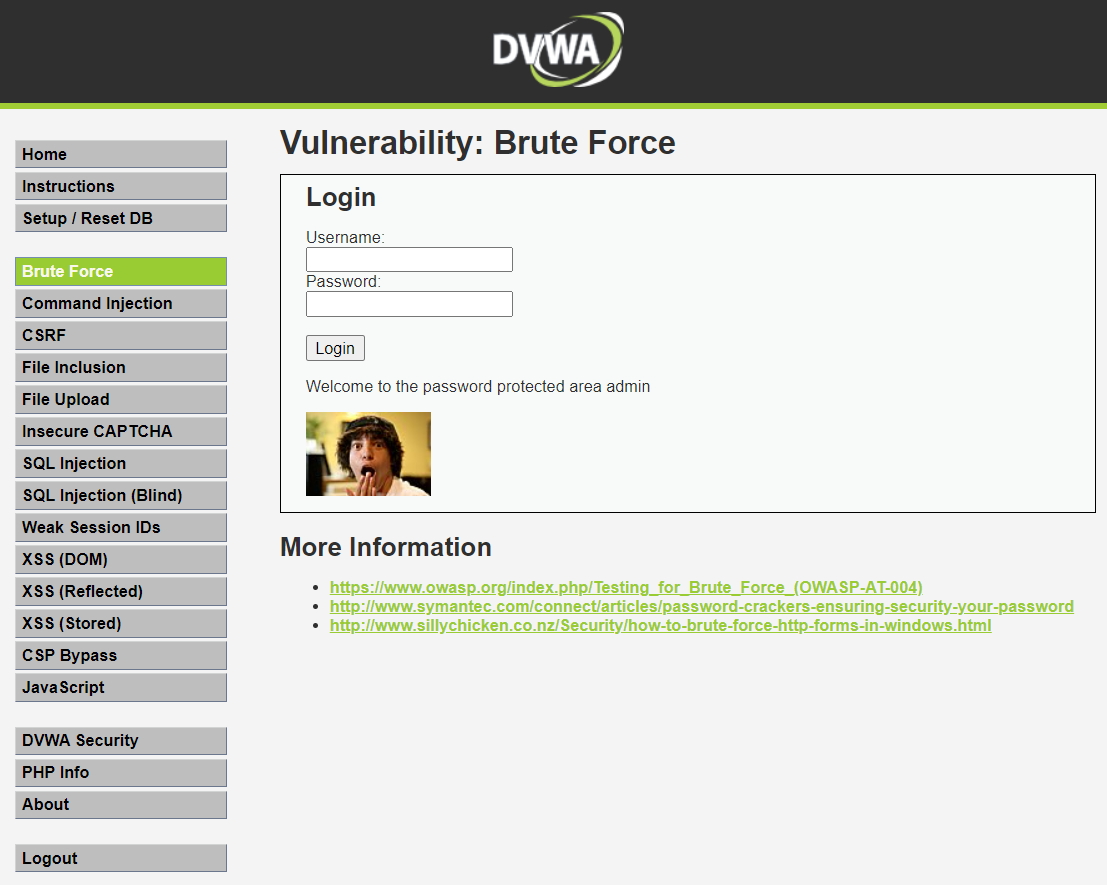 DVWA
Home
Instructions
Setup / Reset DB
Brute Force
Command Injection
CSRF
File Inclusion
File Upload
Insecure CAPTCHA
SQL Injection
SQL Injection (Blind)
Weak Session IDs
XSS (DOM)
XSS (Reflected)
XSS (Stored)
CSP Bypass
JavaScript
DVWA Security
PHP Info
About
Logout
Vulnerability: Brute Force
Login
Username:
Password:
Login
Welcome to the password protected area admin
More Information
https://www.owasp.org/index.php/Testing_for_Brute_Force_(OWASP-AT-004)
http://www.symantec.com/connect/articles/password-crackers-ensuring-security-your-password
http://www.sillychicken.co.nz/Security/how-to-brute-force-http-forms-in-windows.html